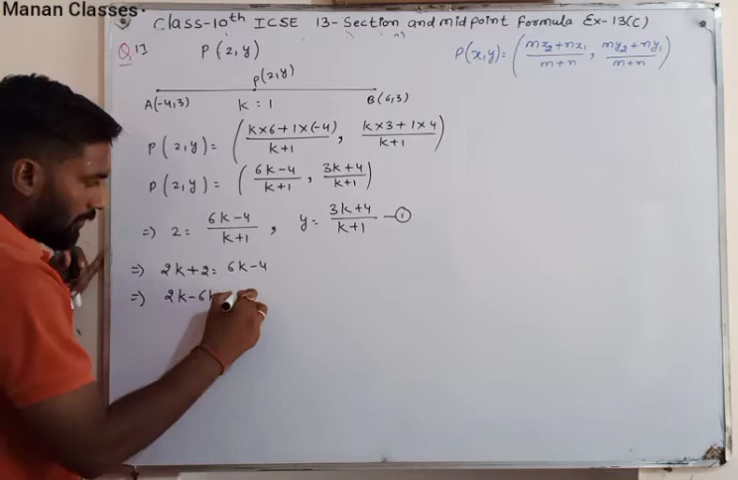 Manan Classes.
Class-10th ICSE 13-Section and midpoint formula Ex-13(C)
Q13 P(2,y)
P(x,y)= (mx2+nx1/m+n, my2+ny1/m+n)
P(2,y)
A(-4,3) k:1 B(6,3)
P(2,y)= (k×6+1×(-4)/k+1, k×3+1×4/k+1)
P(2,y)= (6k-4/k+1, 3k+4/k+1)
=) 2= 6k-4/k+1, y= 3k+4/k+1 —①
=) 2k+2= 6k-4
=) 2k-6k